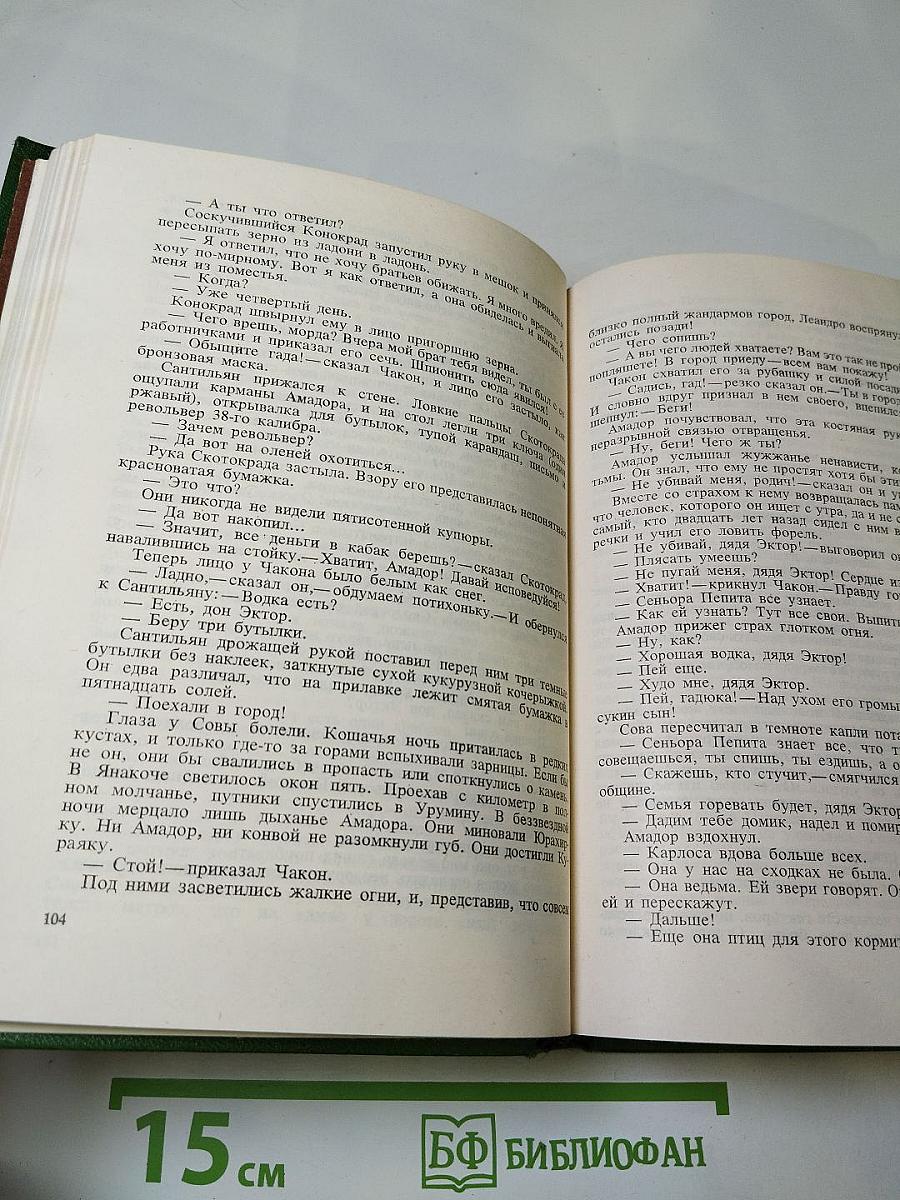 — А ты что ответил?
Соскучившийся Конокрад запустил руку в мешок и принялся
пересыпать зерно из ладони в ладонь.
— Я ответил, что не хочу братьев обижать. Я много вредил, а
хочу по-мирному. Вот я как ответил, а она обиделась и выгнала
меня из поместья.
— Когда?
— Уже четвертый день.
Конокрад швырнул ему в лицо пригоршню зерна.
— Чего врешь, морда? Вчера мой брат тебя видел, ты был с ее
работничками и приказал его сечь. Шпионить сюда явился!
— Обыщите гада!—сказал Чакон, и лицо его застыло, как
бронзовая маска.
Сантильян прижался к стене. Ловкие пальцы Скотокрада
ощупали карманы Амадора, и на стол легли три ключа (один
ржавый), открывалка для бутылок, тупой карандаш, письмо и
револьвер 38-го калибра.
— Зачем револьвер?
— Да вот на оленей охотиться...
Рука Скотокрада застыла. Взору его представилась непонятная
красноватая бумажка.
— Это что?
Они никогда не видели пятисотенной купюры.
— Да вот накопил...
— Значит, все деньги в кабак берешь?—сказал Скотокрад,
навалившись на стойку.—Хватит, Амадор! Давай исповедуйся!
Теперь лицо у Чакона было белым как снег.
— Ладно,—сказал он,—обдумаем потихоньку.—И обернулся
к Сантильяну:—Водка есть?
— Есть, дон Эктор.
— Беру три бутылки.
Сантильян дрожащей рукой поставил перед ним три темные
бутылки без наклеек, заткнутые сухой кукурузной кочерыжкой.
Он едва различал, что на прилавке лежит смятая бумажка в
пятнадцать солей.
— Поехали в город!
Глаза у Совы болели. Кошачья ночь притаилась в редких
кустах, и только где-то за горами вспыхивали зарницы. Если бы
не он, они бы свалились в пропасть или споткнулись о камень.
В Янакоче светилось окон пять. Проехав с километр в пол-
ном молчанье, путники спустились в Урумину. В беззвездной
ночи мерцало лишь дыханье Амадора. Они миновали Юрахир-
ку. Ни Амадор, ни конвой не разомкнули губ. Они достигли Ку-
раяку.
— Стой!—приказал Чакон.
Под ними засветились жалкие огни, и, представив, что совсем
104
близко полный жандармов город, Леандро воспрянул
остались позади!
— Чего сопишь?
— А вы чего людей хватаете? Вам это так не
попляшете! В город приеду—всем вам покажу!
Чакон схватил его за рубашку и силой
— Садись, гад!—резко сказал он.—Ты в город
И словно вдруг признал в нем своего,
шепнул:—Беги!
Амадор почувствовал, что эта костяная
неразрывной связью отвращенья.
— Ну, беги! Чего ж ты?
Амадор услышал жужжанье ненависти,
тьмы. Он знал, что ему не простят хотя бы
— Не убивай меня, родич!—сказал он и
Вместе со страхом к нему возвращалась
что человек, которого он ищет с утра, да и не
самый, кто двадцать лет назад сидел с ним
речки и учил его ловить форель.
— Не убивай, дядя Эктор!—выговорил
— Плясать умеешь?
— Не пугай меня, дядя Эктор! Сердце
— Хватит!—крикнул Чакон.—Правду
— Сеньора Пепита все узнает.
— Как ей узнать? Тут все свои.
Амадор прижег страх глотком огня.
— Ну, как?
— Хорошая водка, дядя Эктор!
— Пей еще.
— Худо мне, дядя Эктор.
— Пей, гадюка!—Над ухом его
сукин сын!
Сова пересчитал в темноте капли
— Сеньора Пепита знает все, что
совещаешься, ты спишь, ты ездишь, а
— Скажешь, кто стучит,—смягчился
общине.
— Семья горевать будет, дядя
— Дадим тебе домик, надел и
Амадор вздохнул.
— Карлоса вдова больше всех.
— Она у нас на сходках не была.
— Она ведьма. Ей звери говорят.
ей и перескажут.
— Дальше!
— Еще она птиц для этого
15 см
БФ БИБЛИОФАН